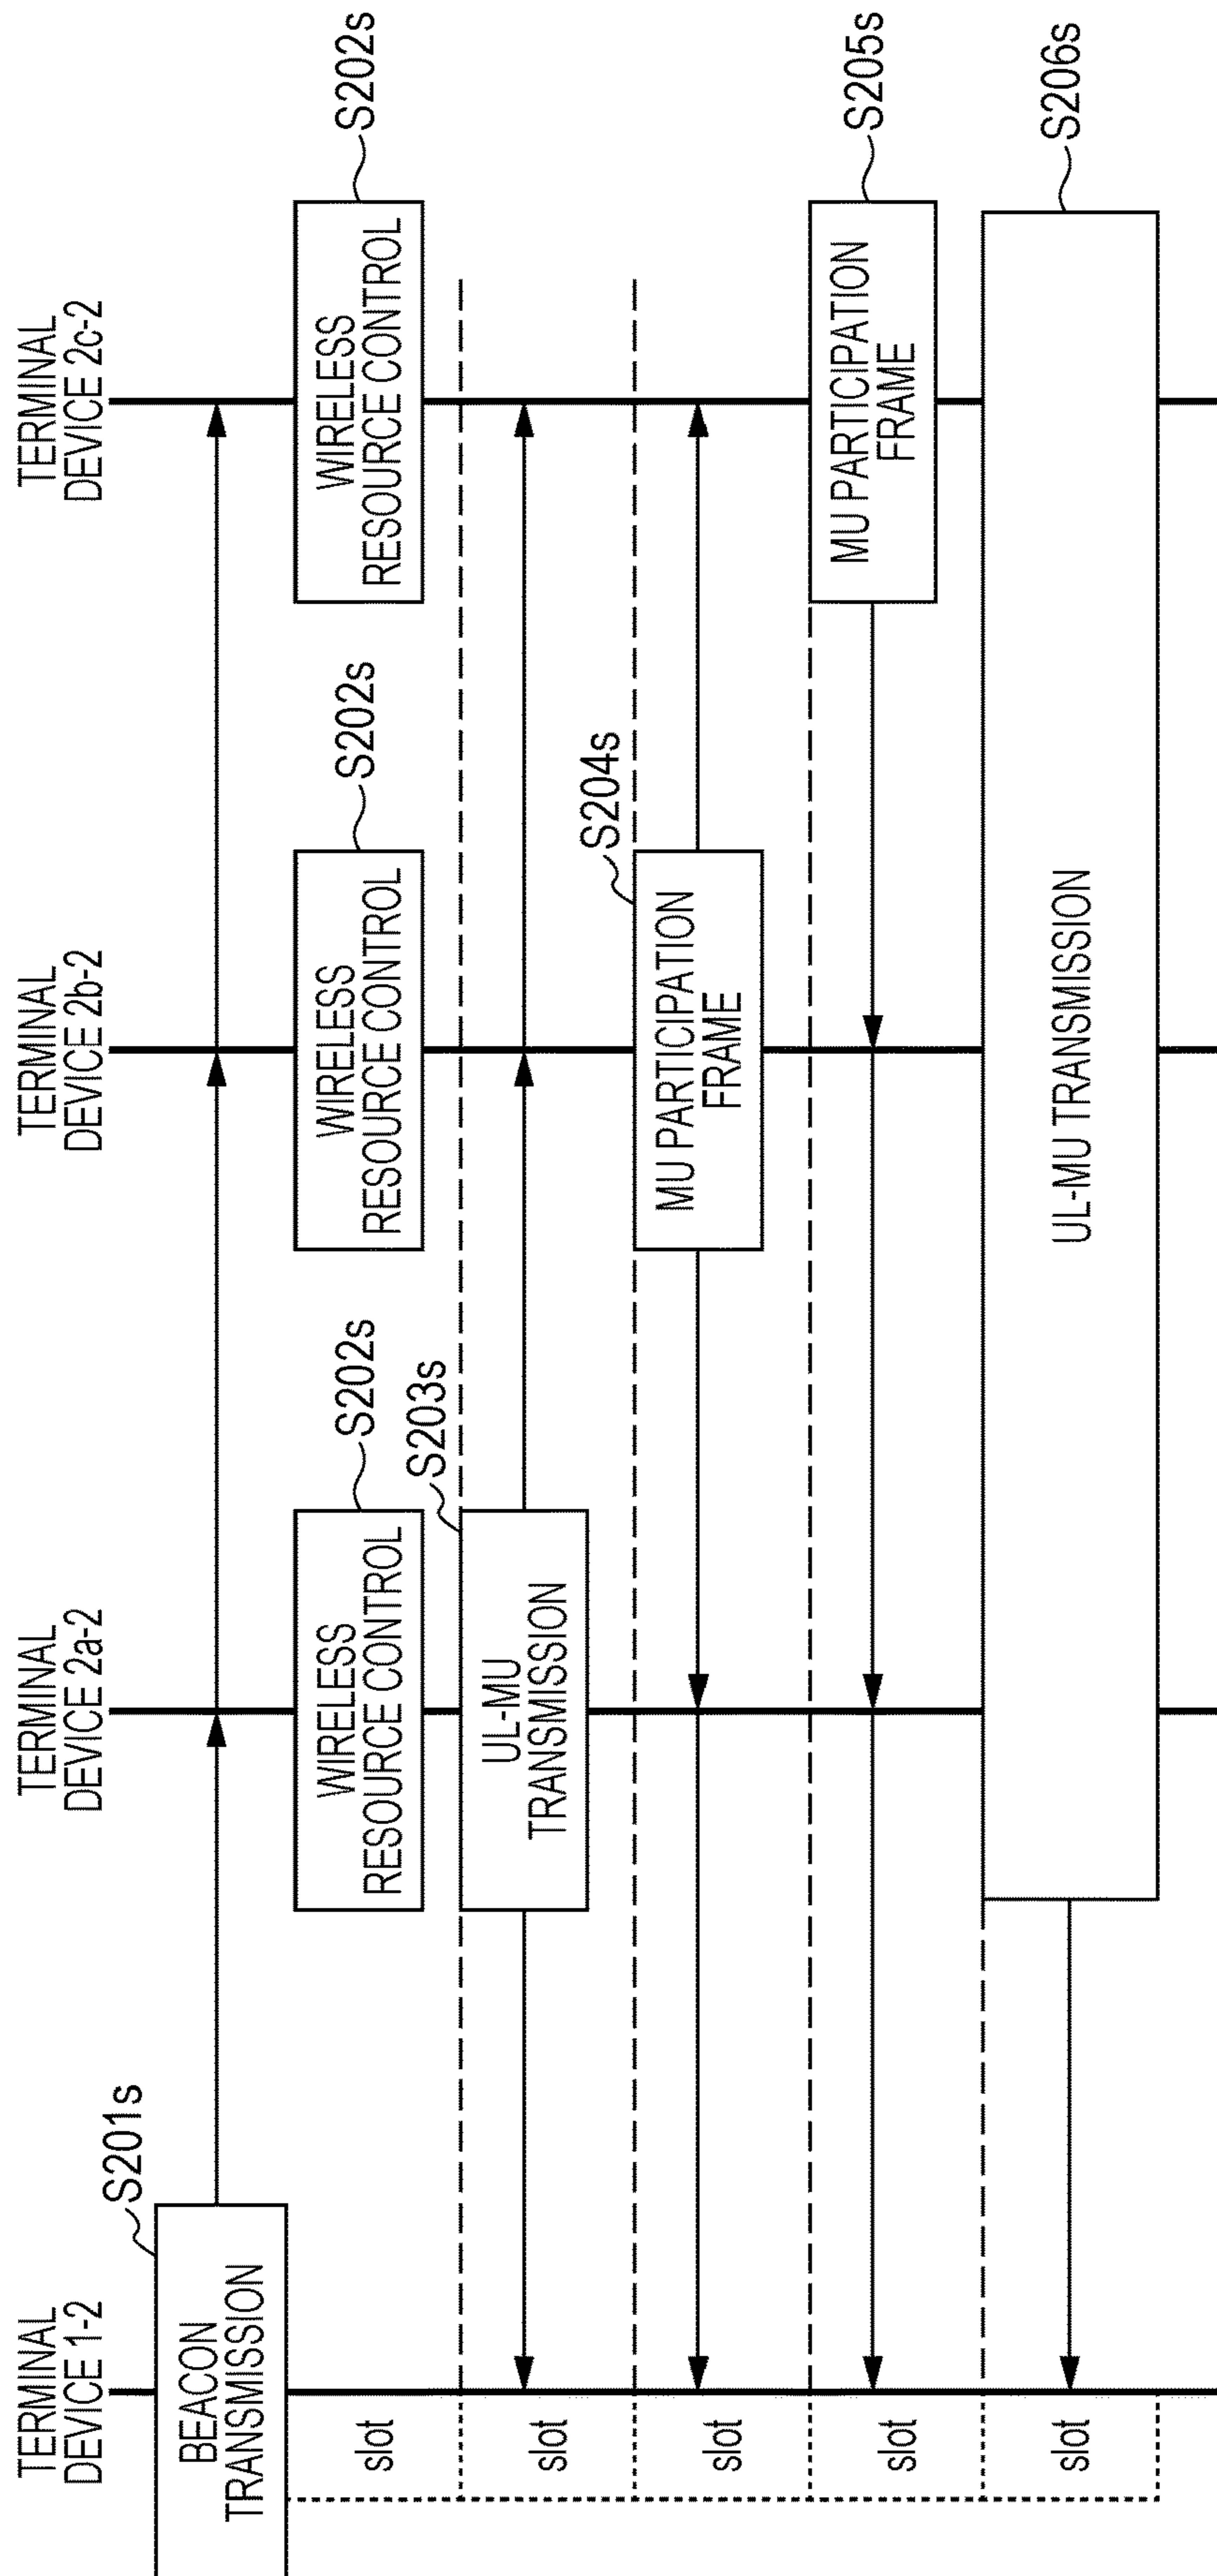 TERMINAL
DEVICE 1-2
TERMINAL
DEVICE 2a-2
TERMINAL
DEVICE 2b-2
TERMINAL
DEVICE 2c-2
BEACON
TRANSMISSION
S201s
slot
WIRELESS
RESOURCE CONTROL
S202s
WIRELESS
RESOURCE CONTROL
S202s
WIRELESS
RESOURCE CONTROL
S202s
slot
UL-MU
TRANSMISSION
S203s
slot
MU PARTICIPATION
FRAME
S204s
slot
MU PARTICIPATION
FRAME
S205s
slot
UL-MU TRANSMISSION
S206s